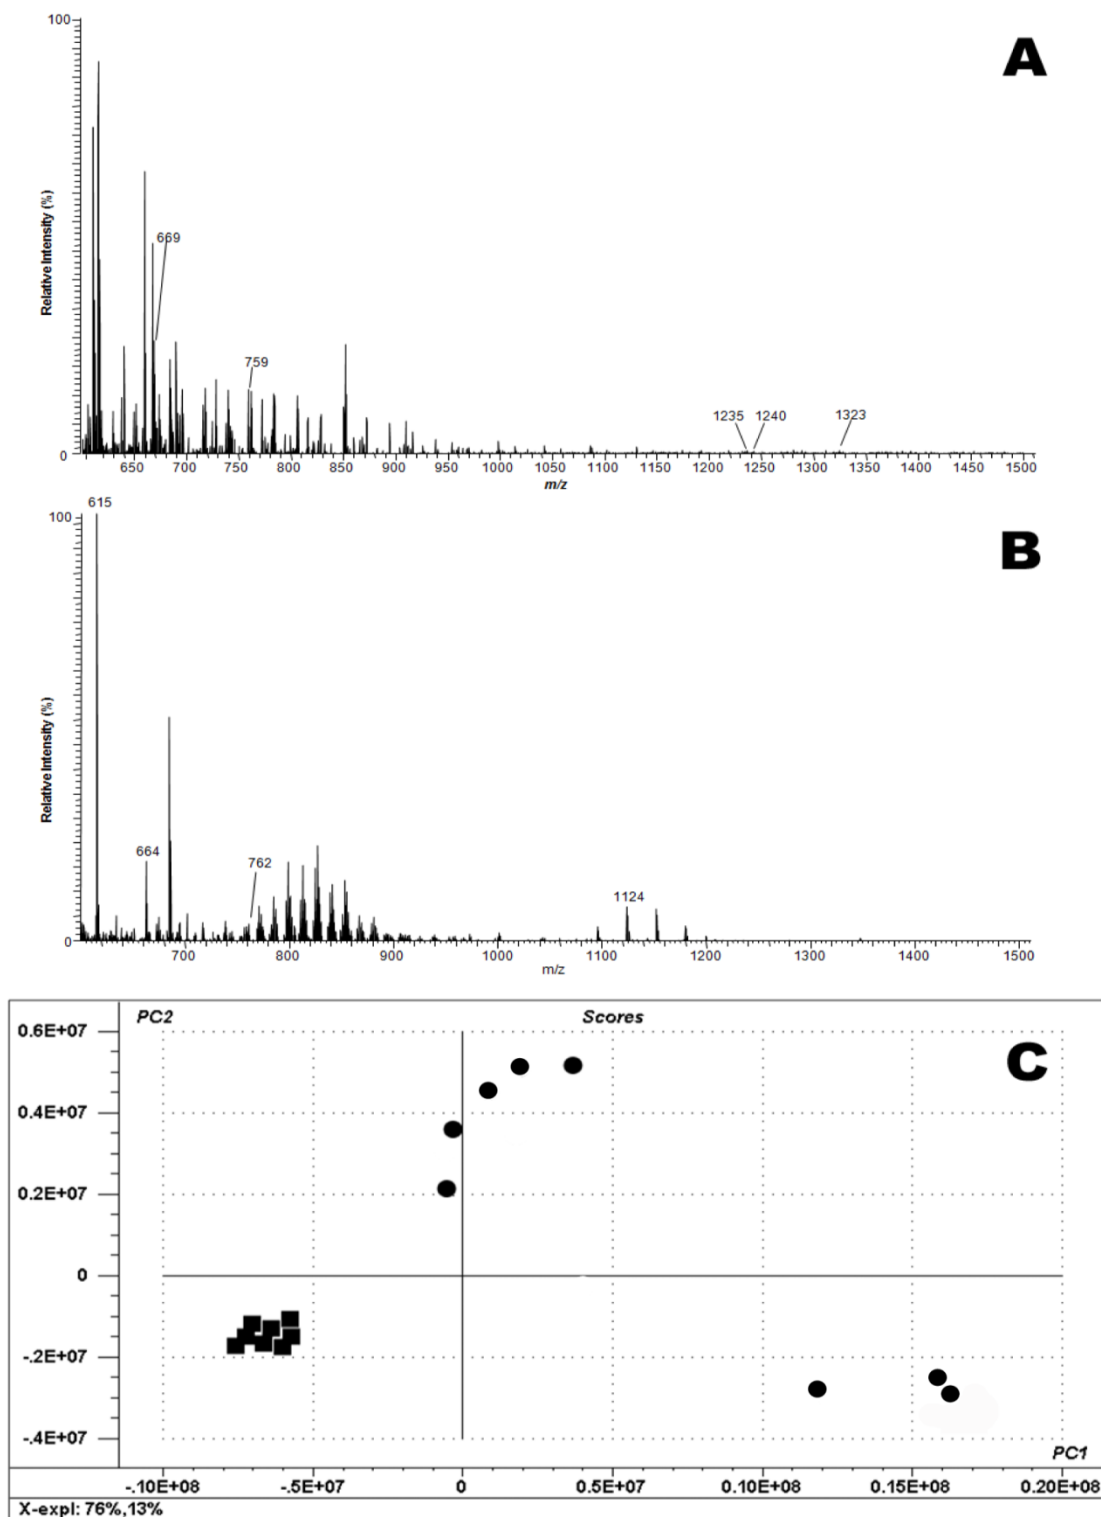 100
A
Relative Intensity (%)
669
759
1235 1240 1323
0
650 700 750 800 850 900 950 1000 1050 1100 1150 1200 1250 1300 1350 1400 1450 1500
m/z
615
100
B
Relative Intensity (%)
664
762
1124
0
700 800 900 1000 1100 1200 1300 1400 1500
m/z
PC2 Scores
0.6E+07
C
0.4E+07
0.2E+07
0
-.2E+07
-.4E+07
PC1
-.10E+08 -.5E+07 0 0.5E+07 0.10E+08 0.15E+08 0.20E+08
X-expl: 76%,13%